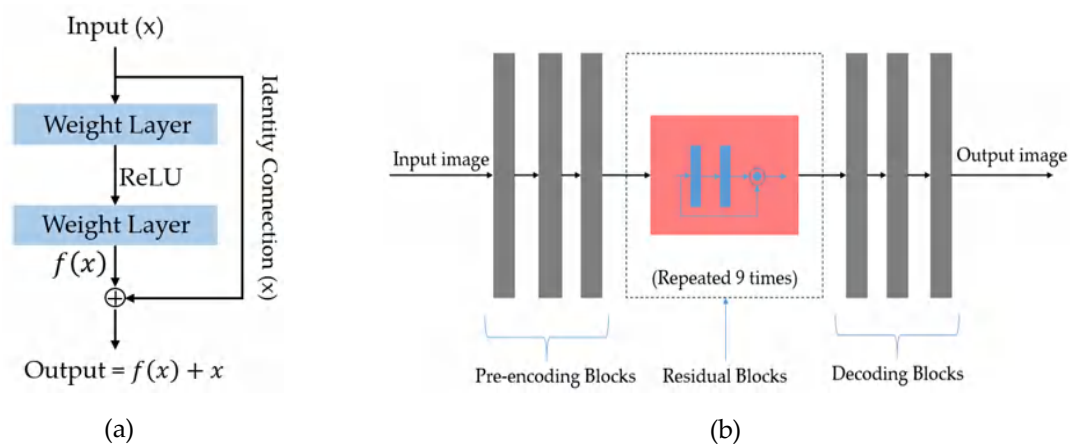 Input (x)
Weight Layer
ReLU
Weight Layer
f(x)
Identity Connection (x)
Output = f(x) + x
(a)
Input image
Output image
(Repeated 9 times)
Pre-encoding Blocks
Residual Blocks
Decoding Blocks
(b)